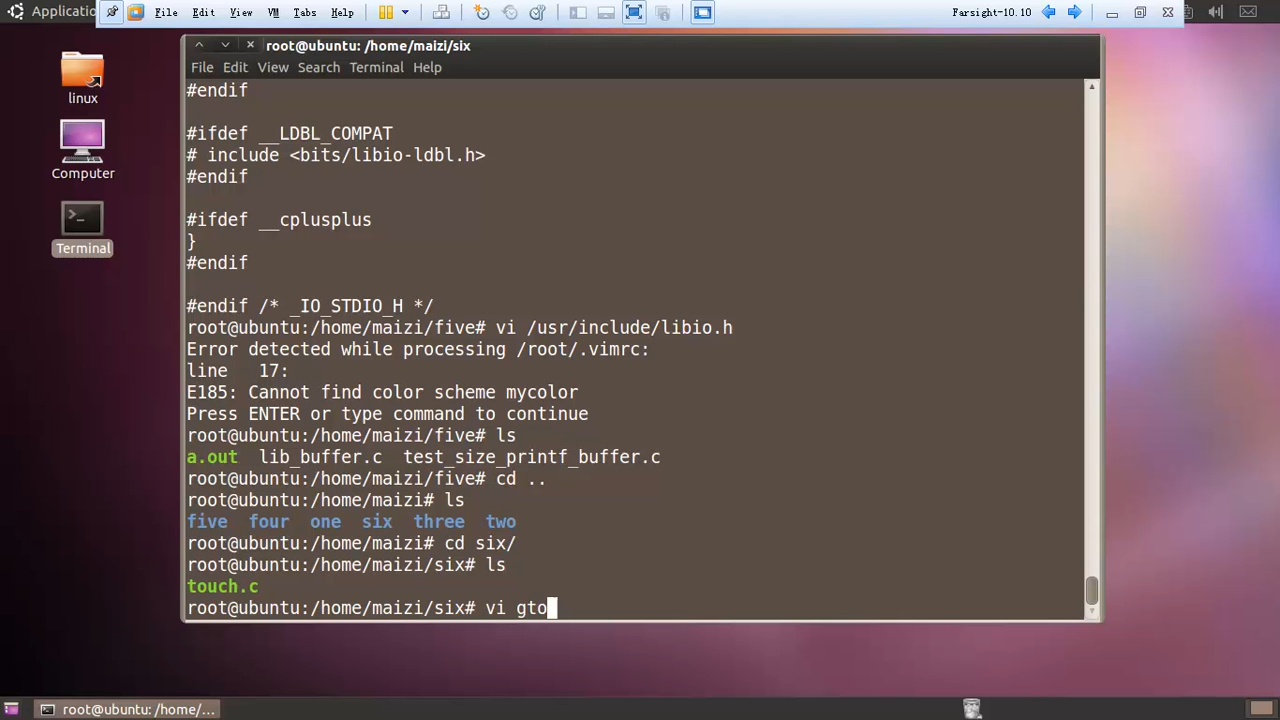 Applicatio
File Edit View VM Tabs Help
Farsight-10.10
root@ubuntu: /home/maizi/six
File Edit View Search Terminal Help
linux
Computer
Terminal
#endif
#ifdef __LDBL_COMPAT
# include <bits/libio-ldbl.h>
#endif
#ifdef __cplusplus
}
#endif
#endif /* _IO_STDIO_H */
root@ubuntu:/home/maizi/five# vi /usr/include/libio.h
Error detected while processing /root/.vimrc:
line   17:
E185: Cannot find color scheme mycolor
Press ENTER or type command to continue
root@ubuntu:/home/maizi/five# ls
a.out  lib_buffer.c  test_size_printf_buffer.c
root@ubuntu:/home/maizi/five# cd ..
root@ubuntu:/home/maizi# ls
five  four  one  six  three  two
root@ubuntu:/home/maizi# cd six/
root@ubuntu:/home/maizi/six# ls
touch.c
root@ubuntu:/home/maizi/six# vi gto
root@ubuntu: /home/...